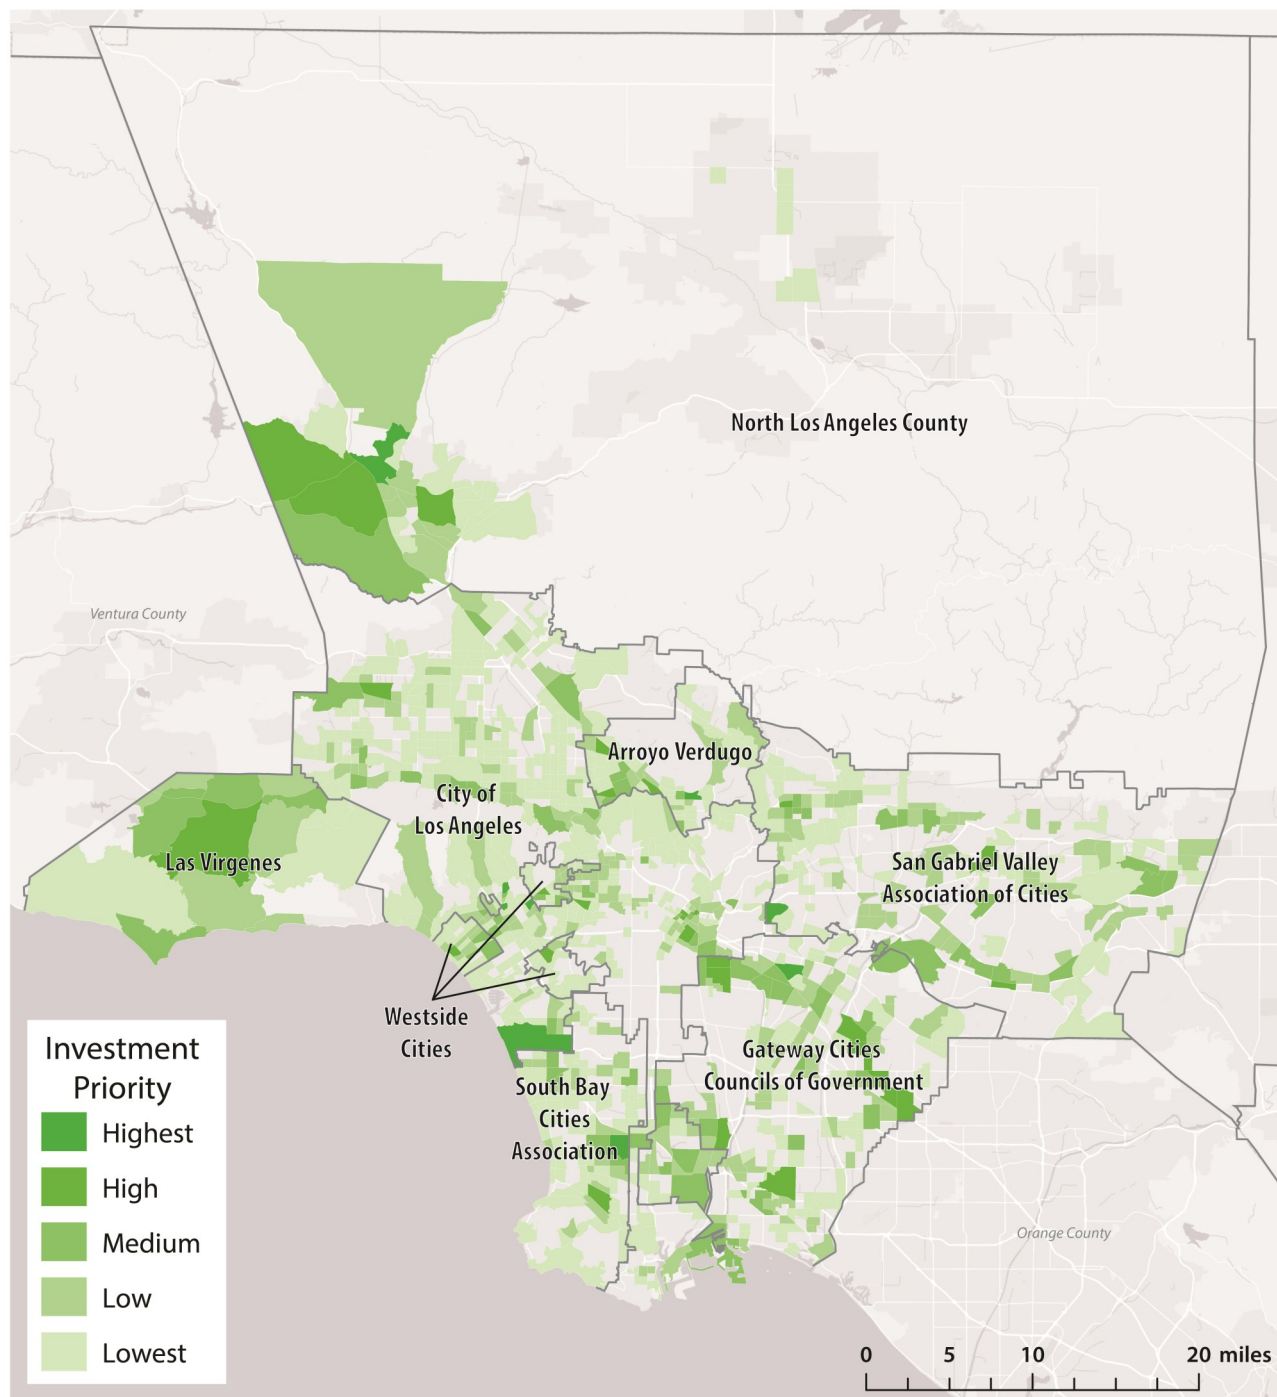 North Los Angeles County
Ventura County
Arroyo Verdugo
City of
Los Angeles
Las Virgenes
San Gabriel Valley
Association of Cities
Westside
Cities
Gateway Cities
Councils of Government
South Bay
Cities
Association
Orange County
Investment
Priority
Highest
High
Medium
Low
Lowest
0 5 10 20 miles